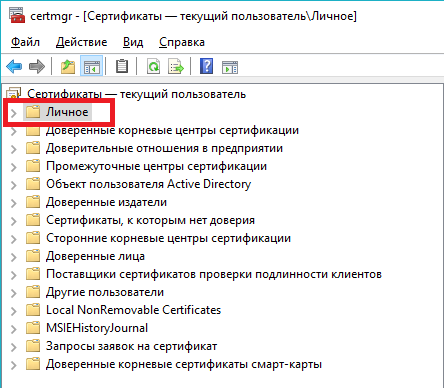 certmgr - [Сертификаты — текущий пользователь\Личное]
Файл Действие Вид Справка
Сертификаты — текущий пользователь
Личное
Доверенные корневые центры сертификации
Доверительные отношения в предприятии
Промежуточные центры сертификации
Объект пользователя Active Directory
Доверенные издатели
Сертификаты, к которым нет доверия
Сторонние корневые центры сертификации
Доверенные лица
Поставщики сертификатов проверки подлинности клиентов
Другие пользователи
Local NonRemovable Certificates
MSIEHistoryJournal
Запросы заявок на сертификат
Доверенные корневые сертификаты смарт-карты